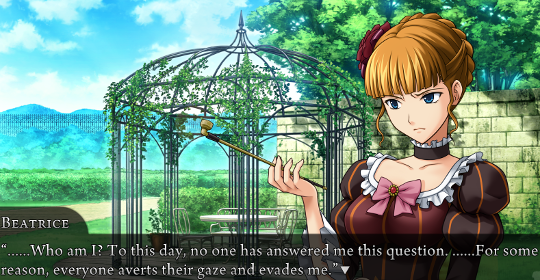 BEATRICE
“......Who am I? To this day, no one has answered me this question. ......For some
reason, everyone averts their gaze and evades me.”